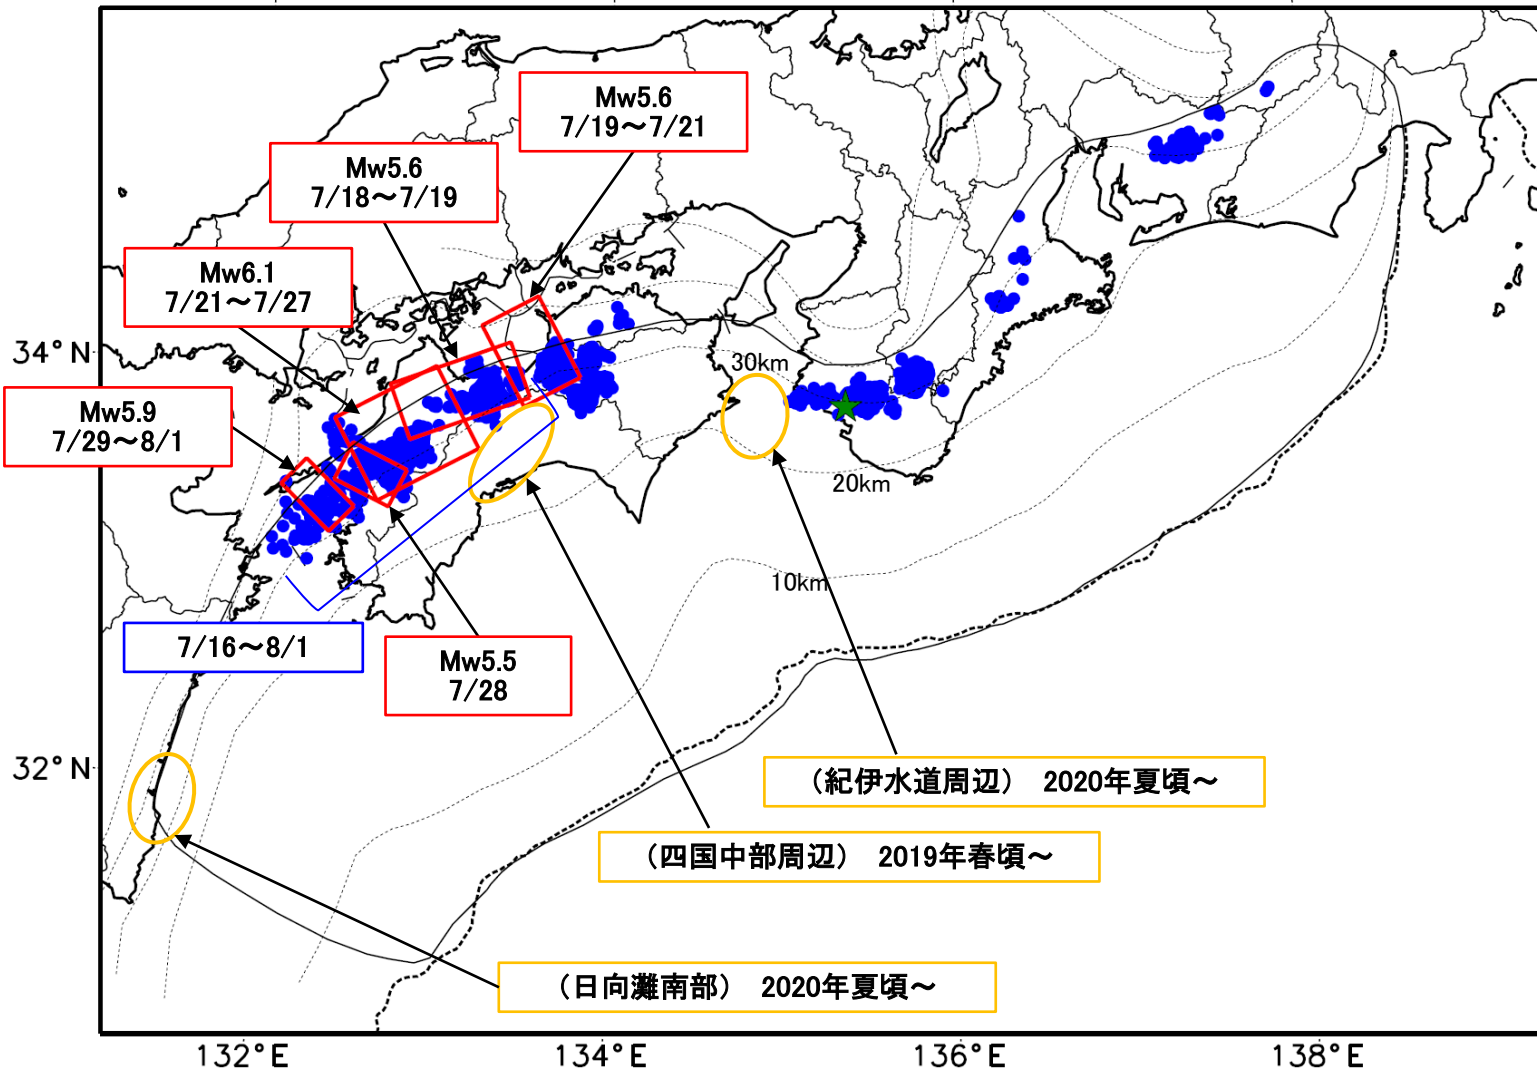 Mw5.6
7/19～7/21
Mw5.6
7/18～7/19
Mw6.1
7/21～7/27
34°N
30km
Mw5.9
7/29～8/1
20km
10km
7/16～8/1
Mw5.5
7/28
32°N
（紀伊水道周辺） 2020年夏頃～
（四国中部周辺） 2019年春頃～
（日向灘南部） 2020年夏頃～
132°E
134°E
136°E
138°E